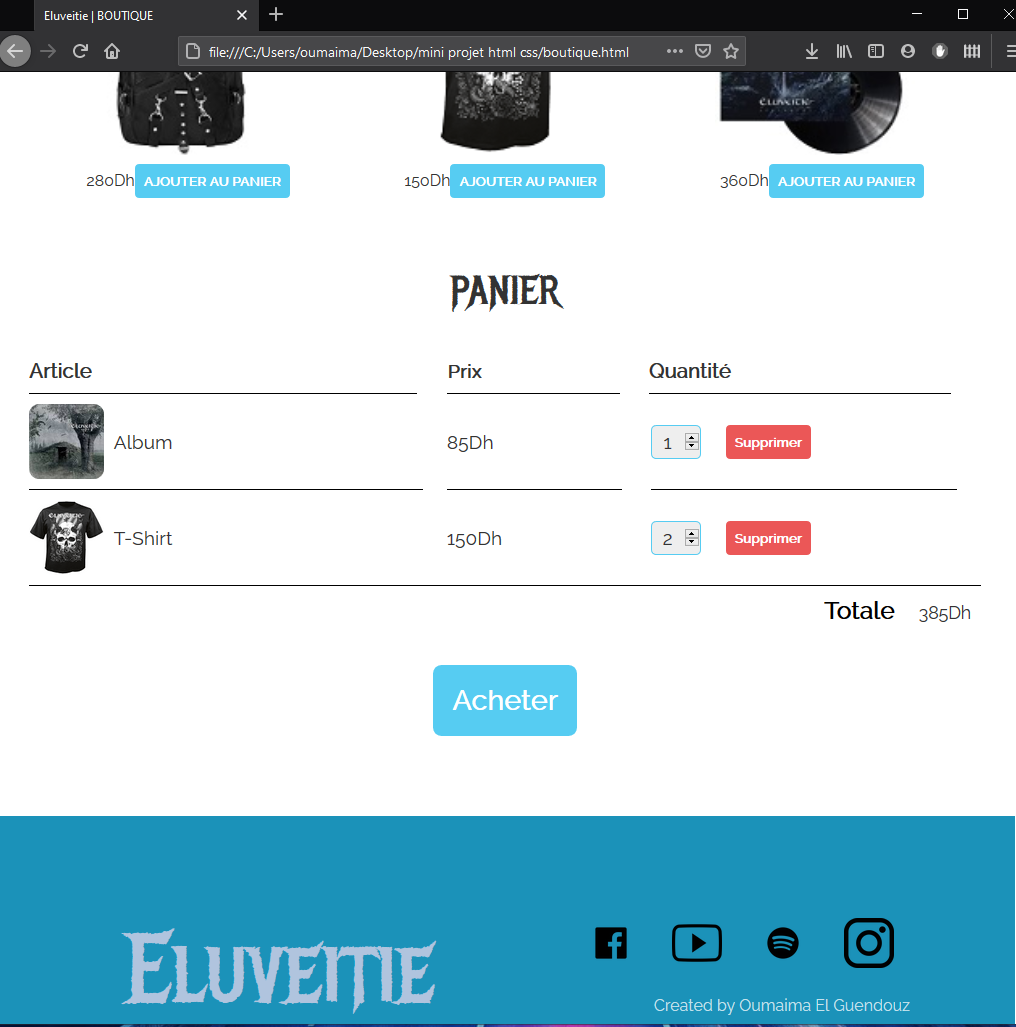 Eluveitie | BOUTIQUE
file:///C:/Users/oumaima/Desktop/mini projet html css/boutique.html
ELUVEITIE
280Dh AJOUTER AU PANIER 150Dh AJOUTER AU PANIER 360Dh AJOUTER AU PANIER
PANIER
Article Prix Quantité
Album 85Dh 1 Supprimer
T-Shirt 150Dh 2 Supprimer
Totale 385Dh
Acheter
ELUVEITIE
Created by Oumaima El Guendouz